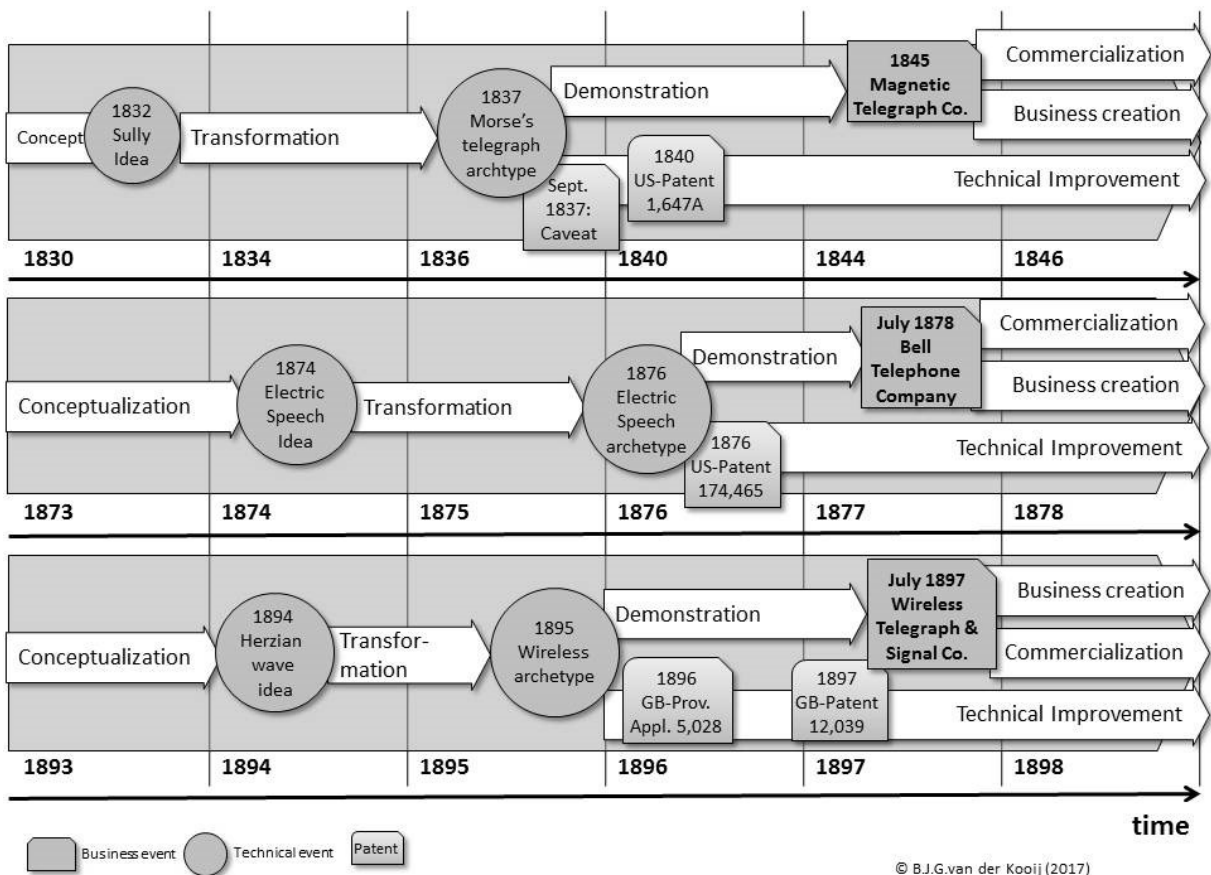 Concept
1832
Sully
Idea
Transformation
1837
Morse's
telegraph
archtype
Demonstration
Sept.
1837:
Caveat
1840
US-Patent
1,647A
1845
Magnetic
Telegraph Co.
Commercialization
Business creation
Technical Improvement
1830
1834
1836
1840
1844
1846
Conceptualization
1874
Electric
Speech
Idea
Transformation
1876
Electric
Speech
archetype
Demonstration
1876
US-Patent
174,465
July 1878
Bell
Telephone
Company
Commercialization
Business creation
Technical Improvement
1873
1874
1875
1876
1877
1878
Conceptualization
1894
Herzian
wave
idea
Transfor-
mation
1895
Wireless
archetype
Demonstration
1896
GB-Prov.
Appl. 5,028
1897
GB-Patent
12,039
July 1897
Wireless
Telegraph &
Signal Co.
Business creation
Commercialization
Technical Improvement
1893
1894
1895
1896
1897
1898
time
Business event
Technical event
Patent
© B.J.G.van der Kooij (2017)